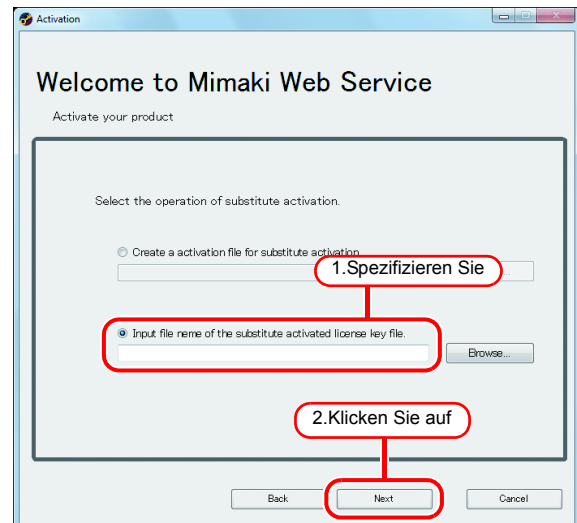 Activation
Welcome to Mimaki Web Service
Activate your product
Select the operation of substitute activation.
Create a activation file for substitute activation.
1.Spezifizieren Sie
Input file neme of the substitute activated license key file.
Browse...
2.Klicken Sie auf
Back
Next
Cancel